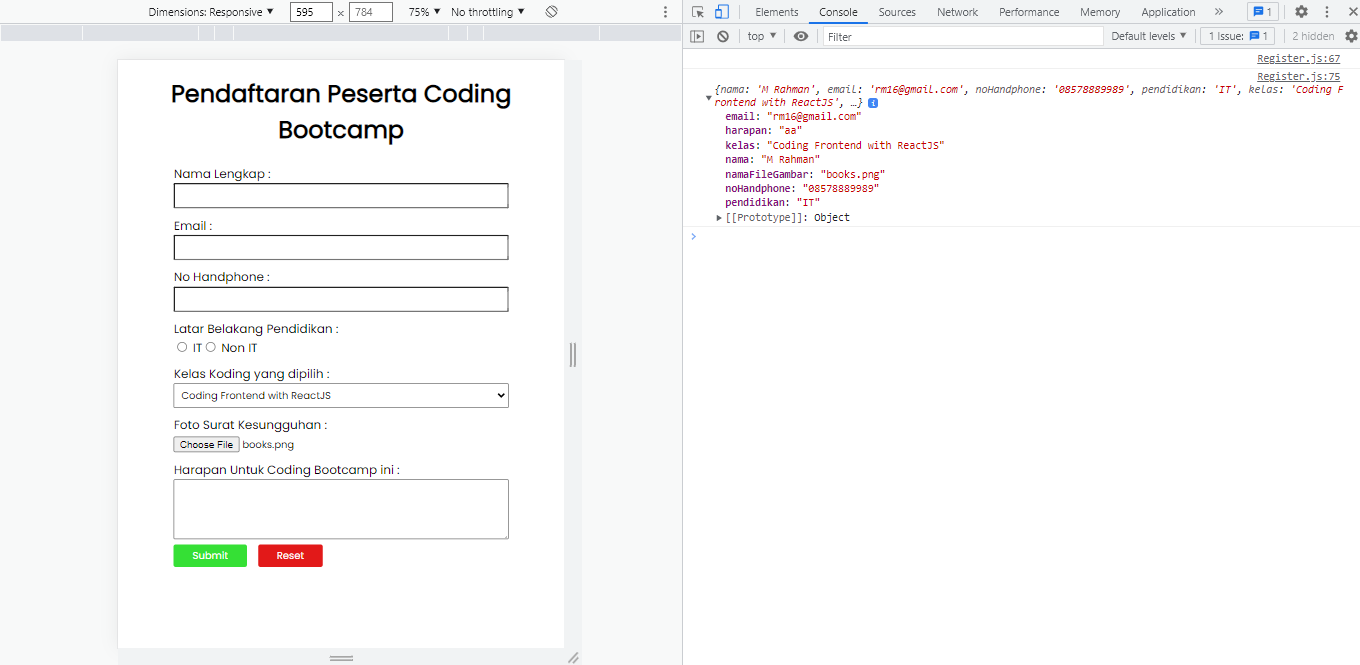 Dimensions: Responsive ▼ 595 × 784 75% ▼ No throttling ▼
Elements Console Sources Network Performance Memory Application » 1
top ▼ Filter Default levels ▼ 1 Issue: 1 2 hidden
Pendaftaran Peserta Coding
Bootcamp
Nama Lengkap :
Email :
No Handphone :
Latar Belakang Pendidikan :
IT Non IT
Kelas Koding yang dipilih :
Coding Frontend with ReactJS
Foto Surat Kesungguhan :
Choose File books.png
Harapan Untuk Coding Bootcamp ini :
Submit Reset
Register.js:67
Register.js:75
{nama: 'M Rahman', email: 'rm16@gmail.com', noHandphone: '08578889989', pendidikan: 'IT', kelas: 'Coding F
rontend with ReactJS', …} i
email: "rm16@gmail.com"
harapan: "aa"
kelas: "Coding Frontend with ReactJS"
nama: "M Rahman"
namaFileGambar: "books.png"
noHandphone: "08578889989"
pendidikan: "IT"
[[Prototype]]: Object